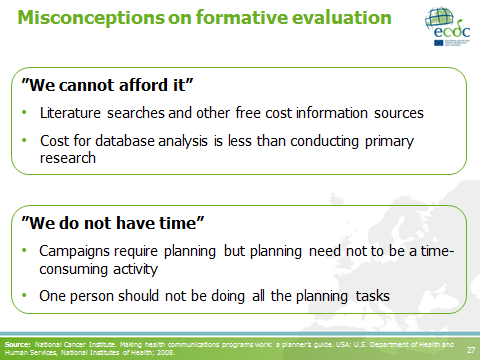 Misconceptions on formative evaluation
ecdc
"We cannot afford it"
• Literature searches and other free cost information sources
• Cost for database analysis is less than conducting primary
research
"We do not have time"
• Campaigns require planning but planning need not to be a time-
consuming activity
• One person should not be doing all the planning tasks
Source: National Cancer Institute. Making health communications programs work: a planner's guide. USA: U.S. Department of Health and
Human Services, National Institutes of Health; 2008.
27